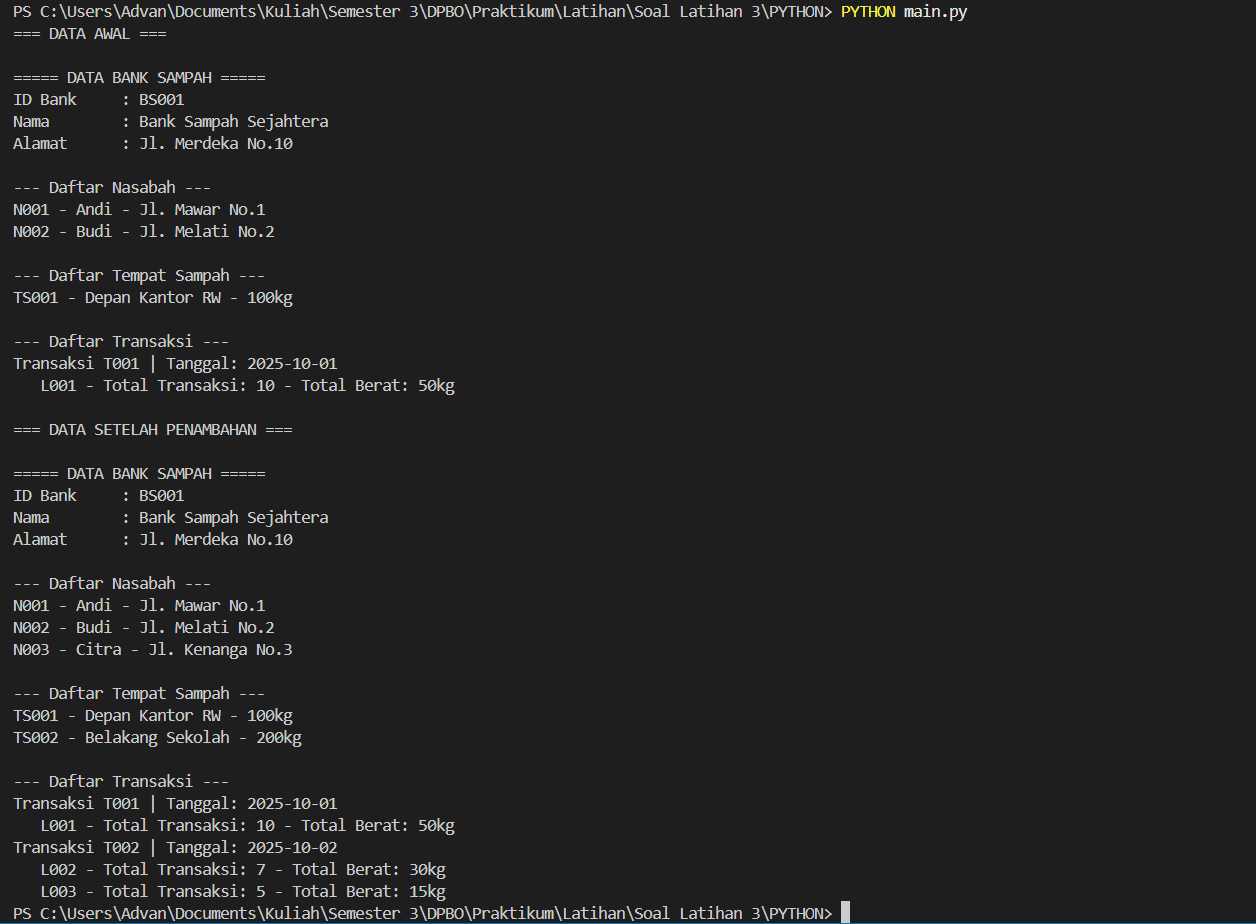 PS C:\Users\Advan\Documents\Kuliah\Semester 3\DPBO\Praktikum\Latihan\Soal Latihan 3\PYTHON> PYTHON main.py
=== DATA AWAL ===
===== DATA BANK SAMPAH =====
ID Bank     : BS001
Nama        : Bank Sampah Sejahtera
Alamat      : Jl. Merdeka No.10
--- Daftar Nasabah ---
N001 - Andi - Jl. Mawar No.1
N002 - Budi - Jl. Melati No.2
--- Daftar Tempat Sampah ---
TS001 - Depan Kantor RW - 100kg
--- Daftar Transaksi ---
Transaksi T001 | Tanggal: 2025-10-01
   L001 - Total Transaksi: 10 - Total Berat: 50kg
=== DATA SETELAH PENAMBAHAN ===
===== DATA BANK SAMPAH =====
ID Bank     : BS001
Nama        : Bank Sampah Sejahtera
Alamat      : Jl. Merdeka No.10
--- Daftar Nasabah ---
N001 - Andi - Jl. Mawar No.1
N002 - Budi - Jl. Melati No.2
N003 - Citra - Jl. Kenanga No.3
--- Daftar Tempat Sampah ---
TS001 - Depan Kantor RW - 100kg
TS002 - Belakang Sekolah - 200kg
--- Daftar Transaksi ---
Transaksi T001 | Tanggal: 2025-10-01
   L001 - Total Transaksi: 10 - Total Berat: 50kg
Transaksi T002 | Tanggal: 2025-10-02
   L002 - Total Transaksi: 7 - Total Berat: 30kg
   L003 - Total Transaksi: 5 - Total Berat: 15kg
PS C:\Users\Advan\Documents\Kuliah\Semester 3\DPBO\Praktikum\Latihan\Soal Latihan 3\PYTHON>